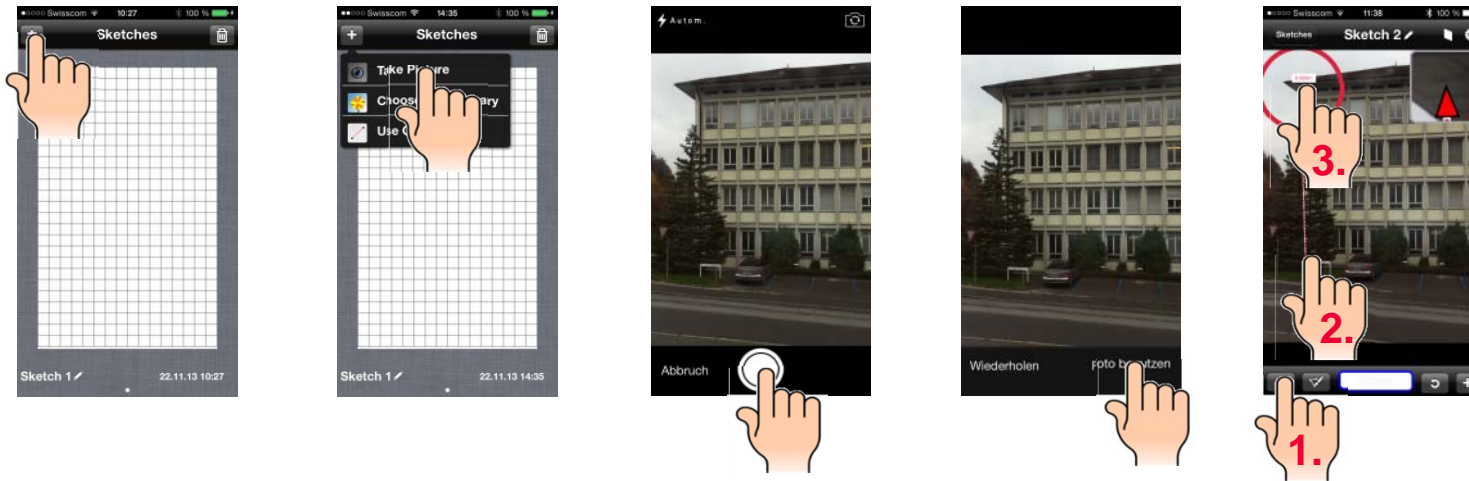 Swisscom 10:27 100 %
Sketches
Sketch 1 22.11.13 10:27
Swisscom 14:35 100 %
+ Sketches
Take Picture
Use
Sketch 1 22.11.13 14:35
Autom.
Abbruch
Wiederholen
Swisscom 11:38 100 %
Sketches Sketch 2
3.
2.
1.